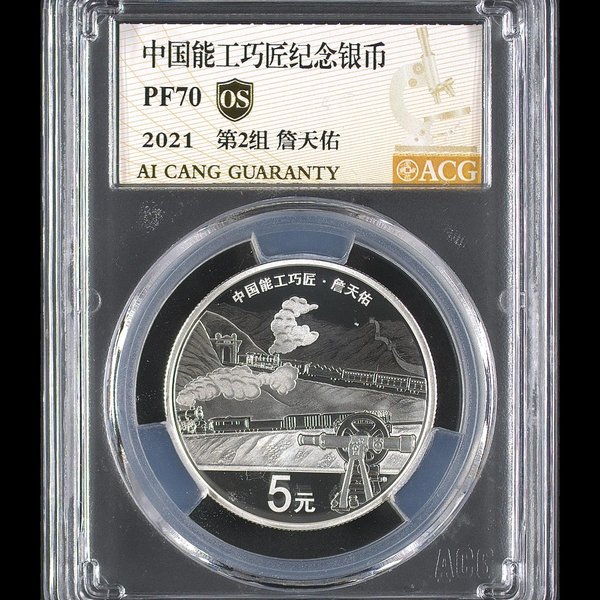 中国能工巧匠纪念银币
PF70 OS
2021 第2组 詹天佑
AI CANG GUARANTY
ACG
中国能工巧匠·詹天佑
5元
ACG